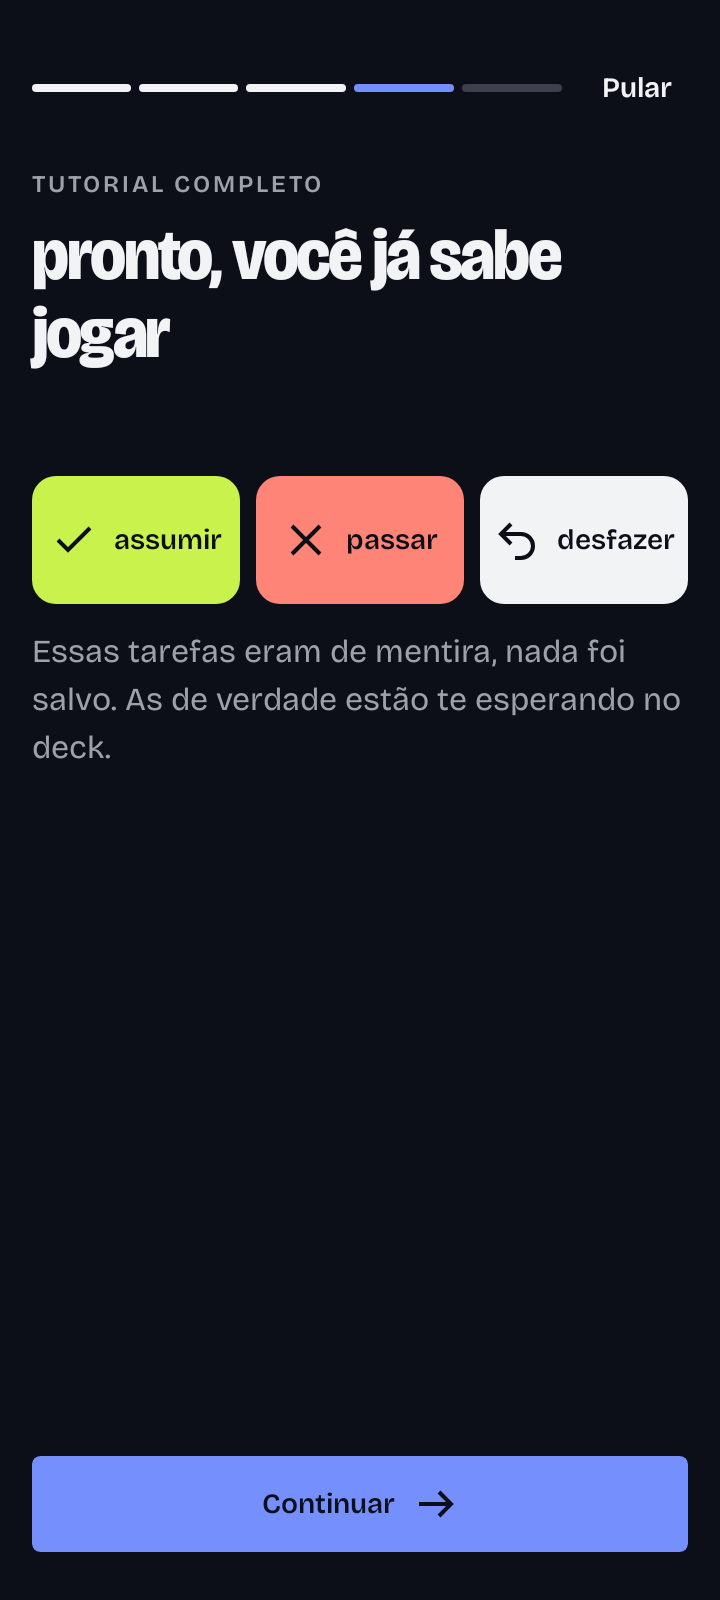 Pular
TUTORIAL COMPLETO
pronto, você já sabe
jogar
assumir
passar
desfazer
Essas tarefas eram de mentira, nada foi
salvo. As de verdade estão te esperando no
deck.
Continuar